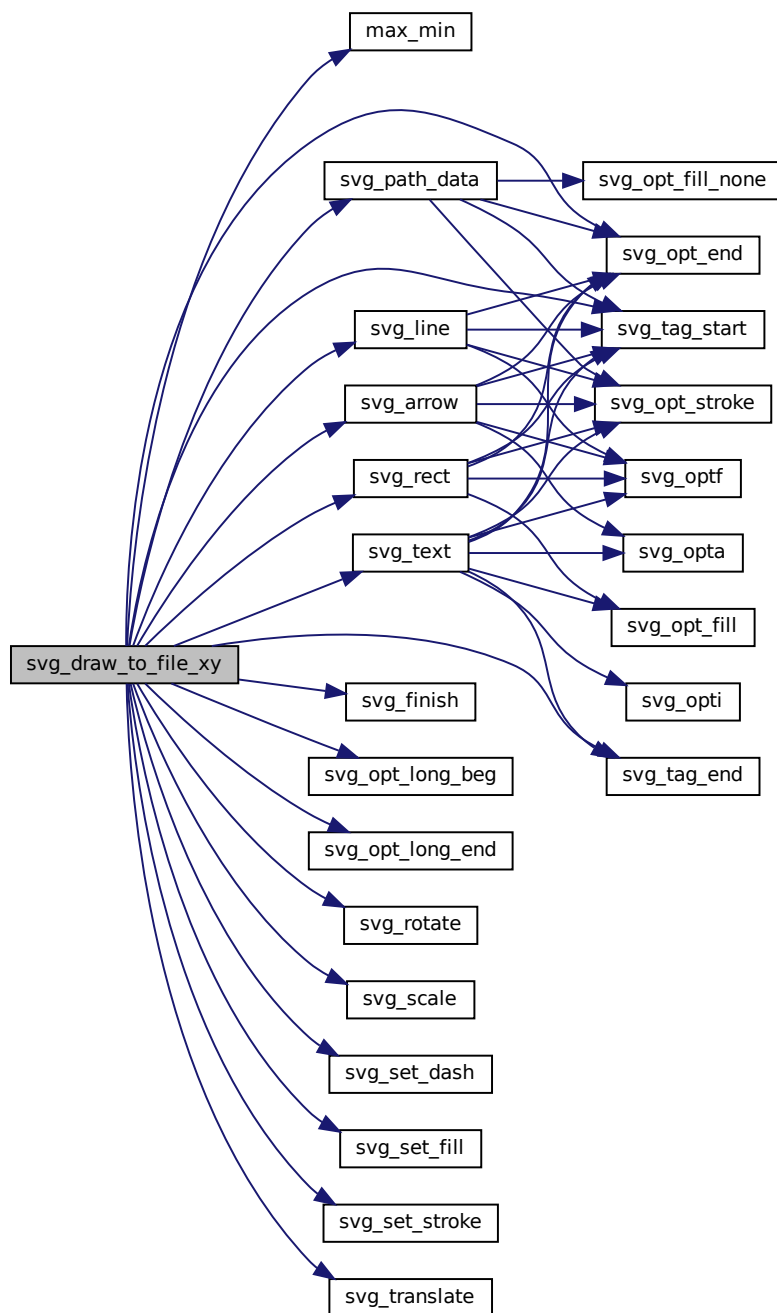 max_min
svg_path_data
svg_opt_fill_none
svg_opt_end
svg_line
svg_tag_start
svg_arrow
svg_opt_stroke
svg_rect
svg_optf
svg_text
svg_opta
svg_opt_fill
svg_draw_to_file_xy
svg_finish
svg_opti
svg_opt_long_beg
svg_tag_end
svg_opt_long_end
svg_rotate
svg_scale
svg_set_dash
svg_set_fill
svg_set_stroke
svg_translate